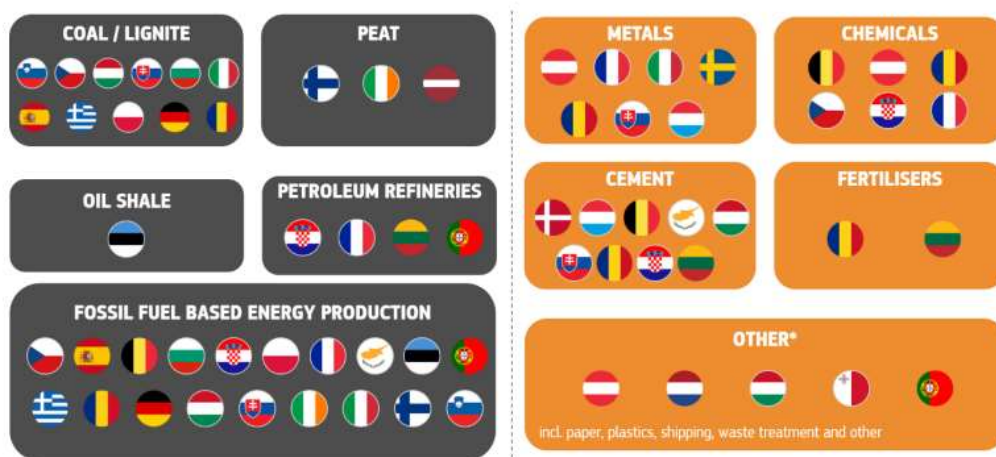 COAL / LIGNITE
PEAT
OIL SHALE
PETROLEUM REFINERIES
FOSSIL FUEL BASED ENERGY PRODUCTION
METALS
CHEMICALS
CEMENT
FERTILISERS
OTHER*
incl. paper, plastics, shipping, waste treatment and other